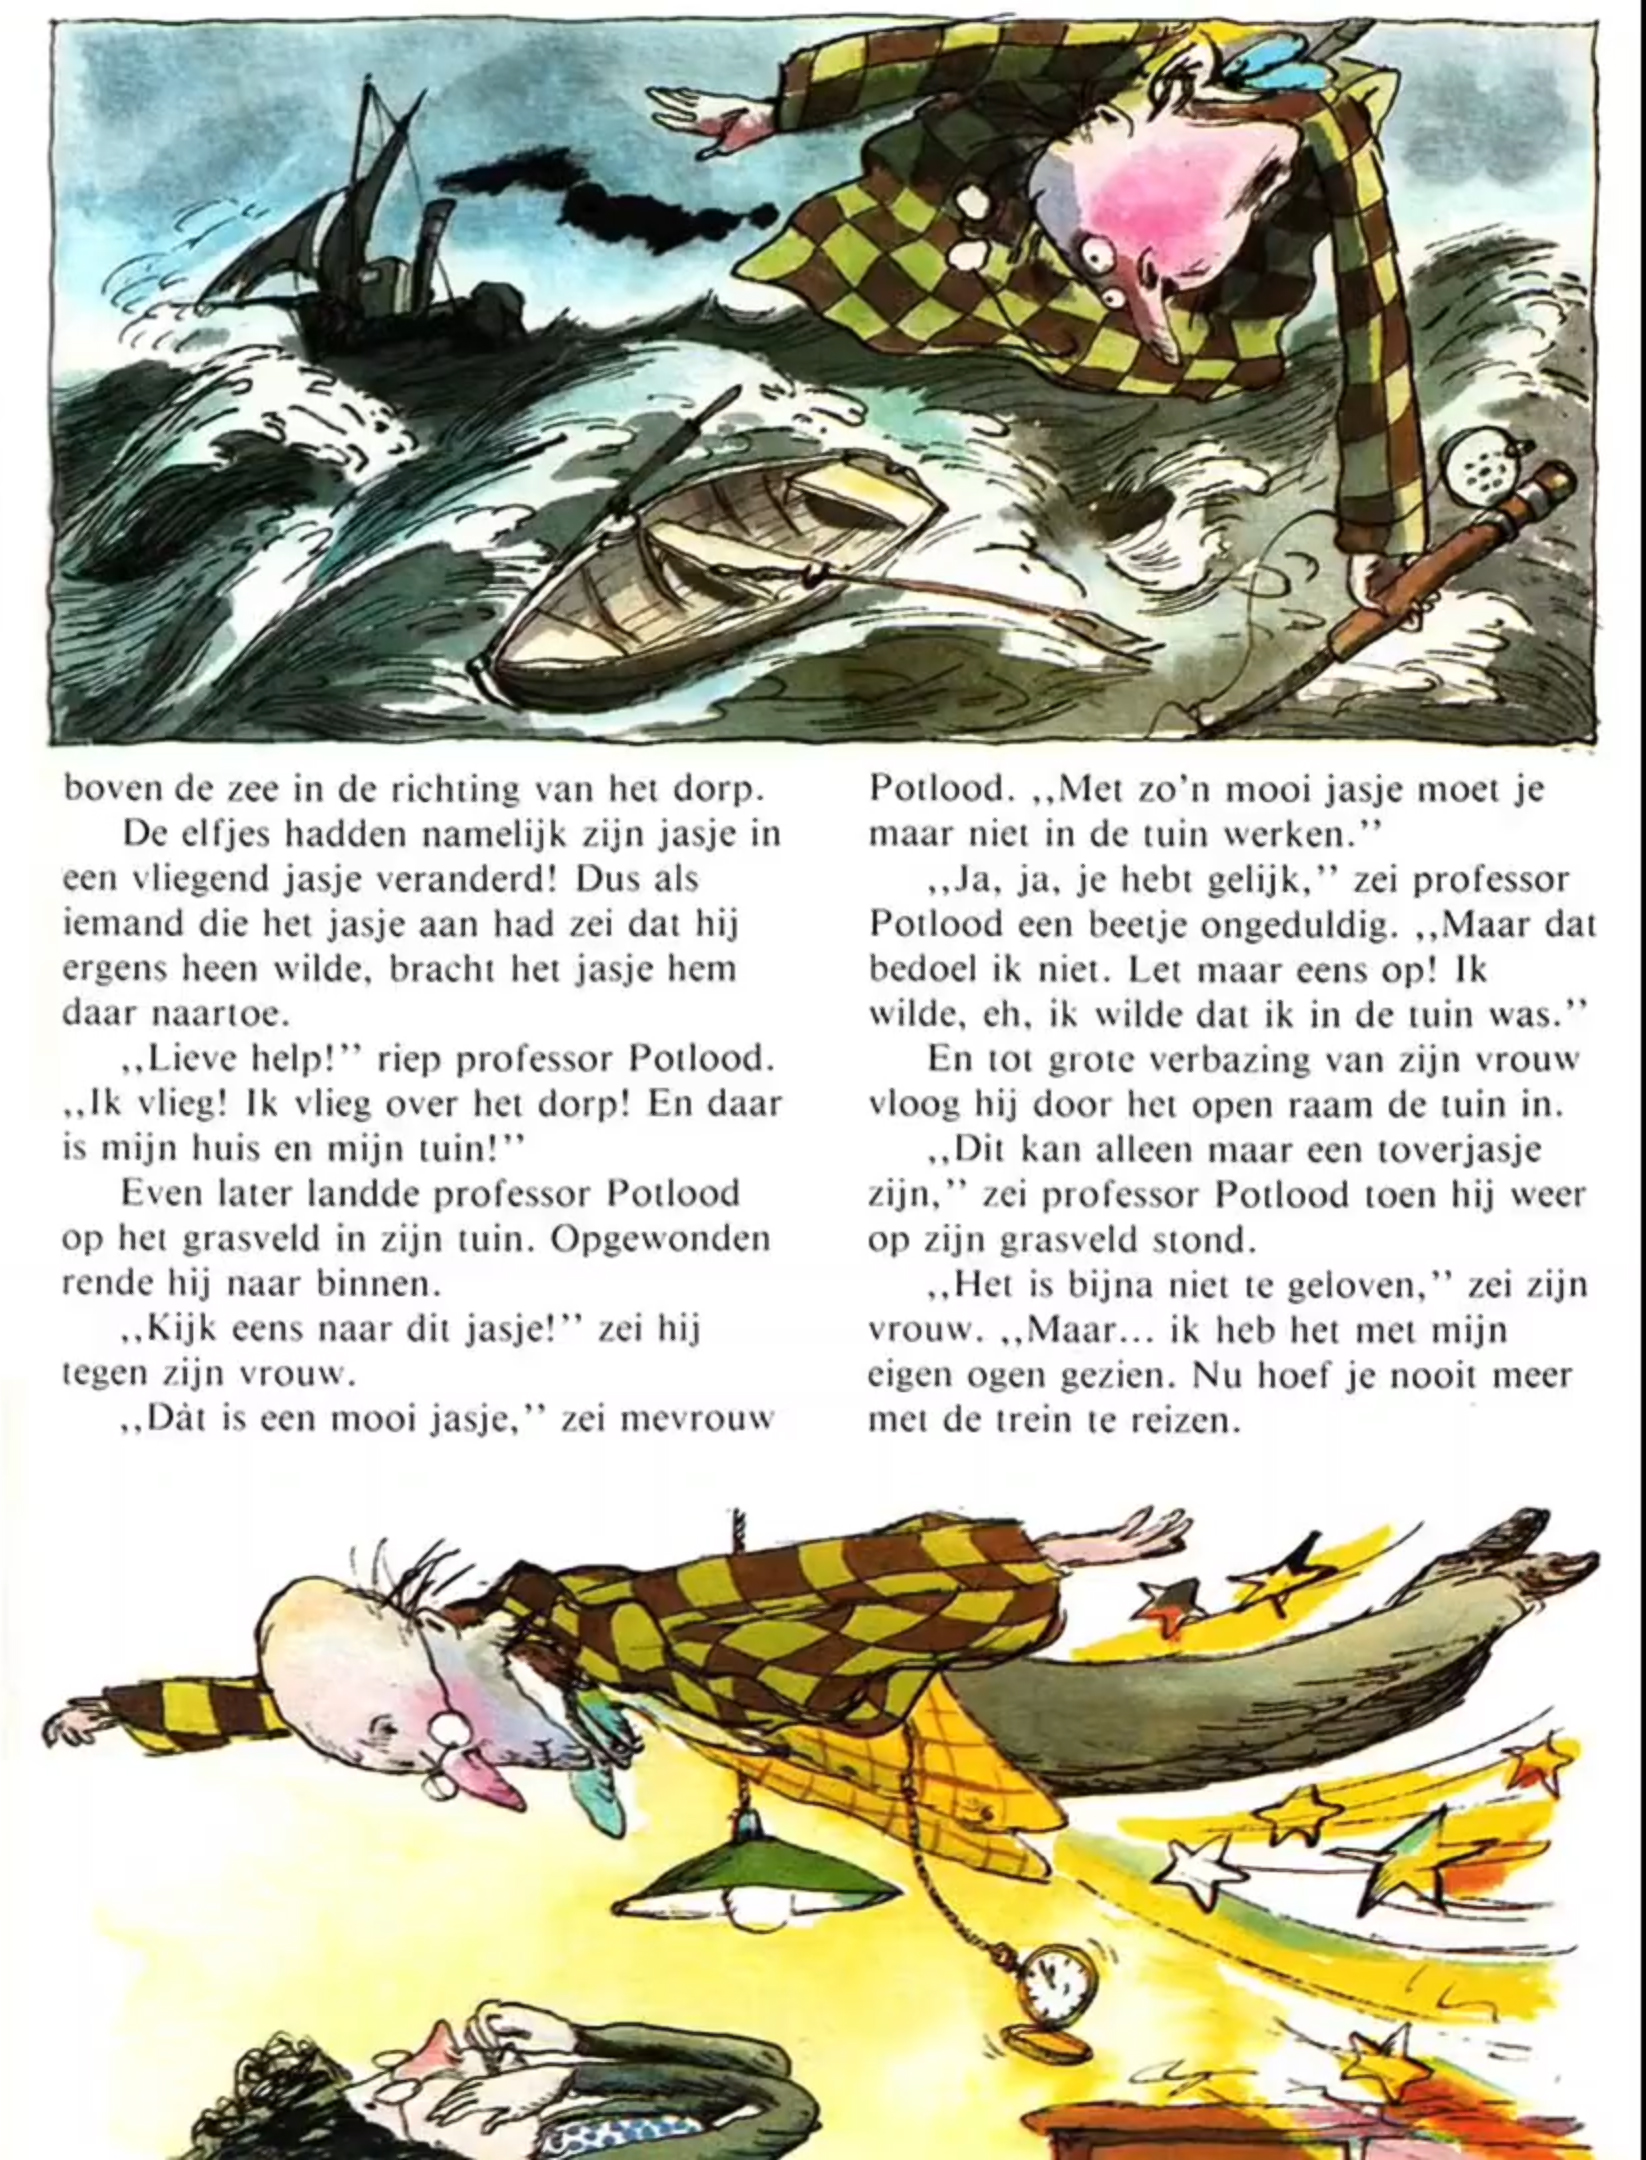 boven de zee in de richting van het dorp.
De elfjes hadden namelijk zijn jasje in
een vliegend jasje veranderd! Dus als
iemand die het jasje aan had zei dat hij
ergens heen wilde, bracht het jasje hem
daar naartoe.
,,Lieve help!’’ riep professor Potlood.
,,Ik vlieg! Ik vlieg over het dorp! En daar
is mijn huis en mijn tuin!’’
Even later landde professor Potlood
op het grasveld in zijn tuin. Opgewonden
rende hij naar binnen.
,,Kijk eens naar dit jasje!’’ zei hij
tegen zijn vrouw.
,,Dàt is een mooi jasje,’’ zei mevrouw
Potlood. ,,Met zo’n mooi jasje moet je
maar niet in de tuin werken.’’
,,Ja, ja, je hebt gelijk,’’ zei professor
Potlood een beetje ongeduldig. ,,Maar dat
bedoel ik niet. Let maar eens op! Ik
wilde, eh, ik wilde dat ik in de tuin was.’’
En tot grote verbazing van zijn vrouw
vloog hij door het open raam de tuin in.
,,Dit kan alleen maar een toverjasje
zijn,’’ zei professor Potlood toen hij weer
op zijn grasveld stond.
,,Het is bijna niet te geloven,’’ zei zijn
vrouw. ,,Maar... ik heb het met mijn
eigen ogen gezien. Nu hoef je nooit meer
met de trein te reizen.